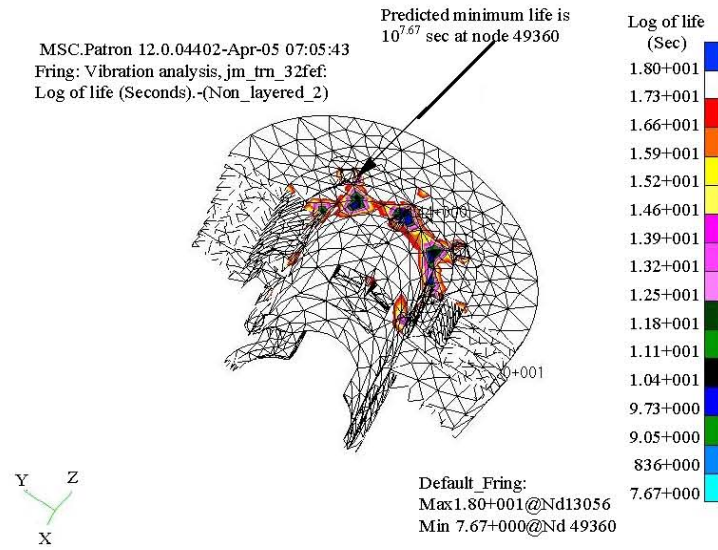 Predicted minimum life is
10^7.67 sec at node 49360
MSC.Patron 12.0.04402-Apr-05 07:05:43
Fring: Vibration analysis, jm_trn_32fef:
Log of life (Seconds).-(Non_layered_2)
Log of life
(Sec)
1.80+001
1.73+001
1.66+001
1.59+001
1.52+001
1.46+001
1.39+001
1.32+001
1.25+001
1.18+001
1.11+001
1.04+001
9.73+000
9.05+000
836+000
7.67+000
Y
Z
X
Default_Fring:
Max1.80+001@Nd13056
Min 7.67+000@Nd 49360